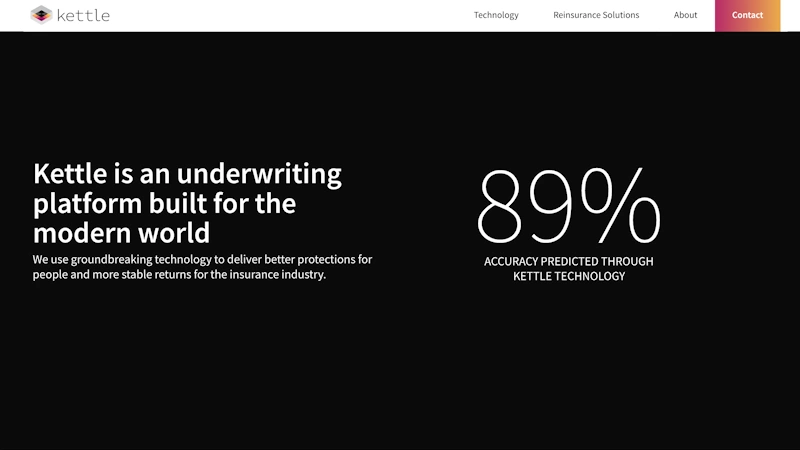 kettle
Technology
Reinsurance Solutions
About
Contact
Kettle is an underwriting
platform built for the
modern world
We use groundbreaking technology to deliver better protections for
people and more stable returns for the insurance industry.
89%
ACCURACY PREDICTED THROUGH
KETTLE TECHNOLOGY